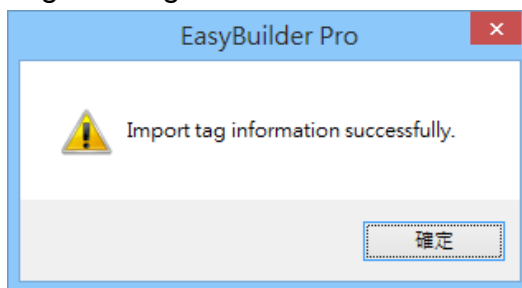 EasyBuilder Pro
Import tag information successfully.
確定